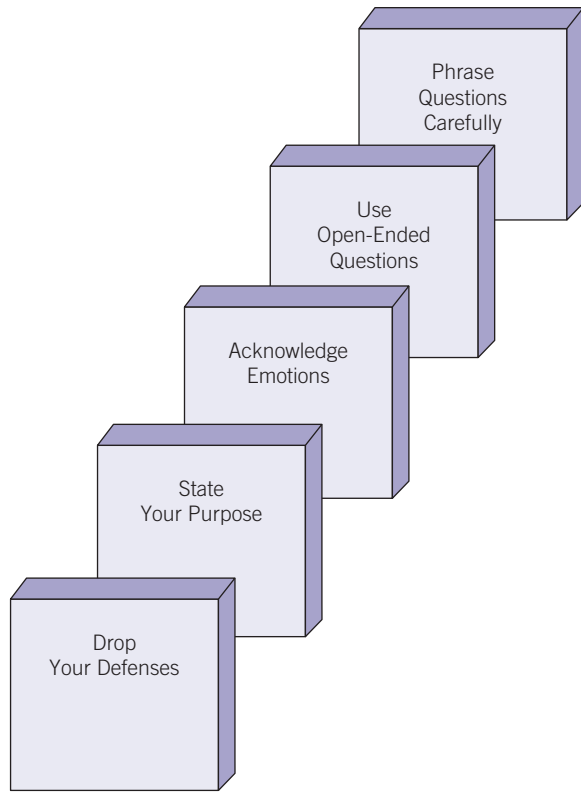 Phrase
Questions
Carefully
Use
Open-Ended
Questions
Acknowledge
Emotions
State
Your Purpose
Drop
Your Defenses